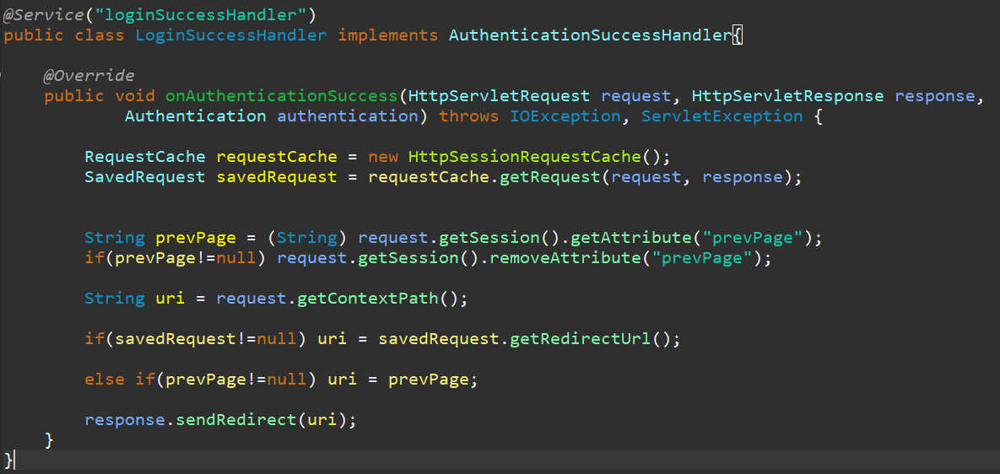 @Service("loginSuccessHandler")
public class LoginSuccessHandler implements AuthenticationSuccessHandler{
@Override
public void onAuthenticationSuccess(HttpServletRequest request, HttpServletResponse response,
Authentication authentication) throws IOException, ServletException {
RequestCache requestCache = new HttpSessionRequestCache();
SavedRequest savedRequest = requestCache.getRequest(request, response);
String prevPage = (String) request.getSession().getAttribute("prevPage");
if(prevPage!=null) request.getSession().removeAttribute("prevPage");
String uri = request.getContextPath();
if(savedRequest!=null) uri = savedRequest.getRedirectUrl();
else if(prevPage!=null) uri = prevPage;
response.sendRedirect(uri);
}
}